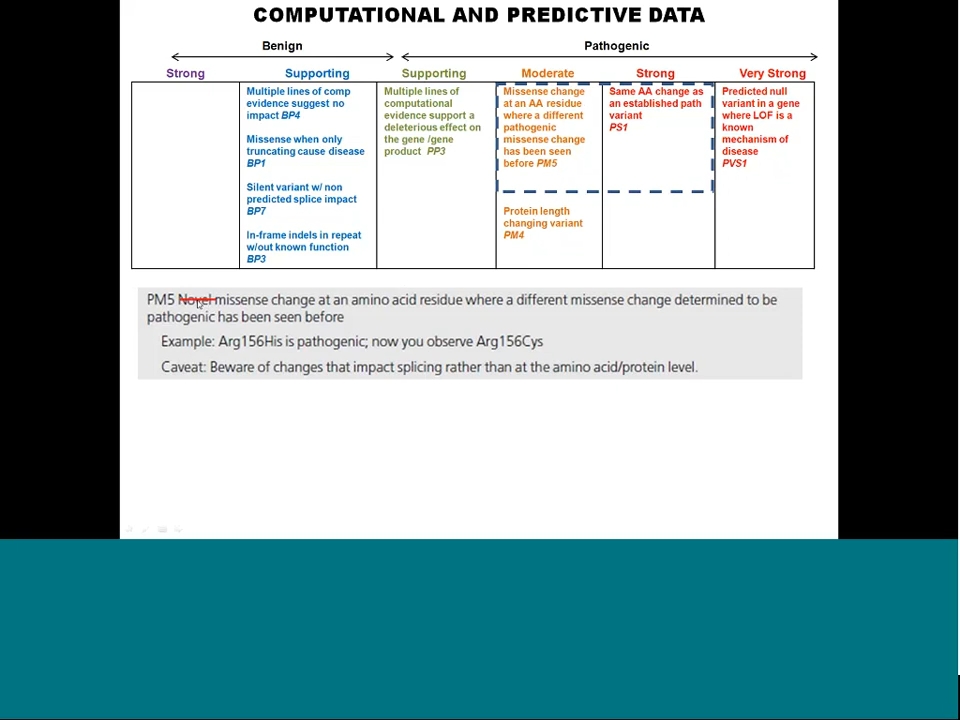 COMPUTATIONAL AND PREDICTIVE DATA
Benign
Pathogenic
Strong
Supporting
Supporting
Moderate
Strong
Very Strong
Multiple lines of comp
evidence suggest no
impact BP4
Missense when only
truncating cause disease
BP1
Silent variant w/ non
predicted splice impact
BP7
In-frame indels in repeat
w/out known function
BP3
Multiple lines of
computational
evidence support a
deleterious effect on
the gene /gene
product PP3
Missense change
at an AA residue
where a different
pathogenic
missense change
has been seen
before PM5
Protein length
changing variant
PM4
Same AA change as
an established path
variant
PS1
Predicted null
variant in a gene
where LOF is a
known
mechanism of
disease
PVS1
PM5 Novel missense change at an amino acid residue where a different missense change determined to be
pathogenic has been seen before
Example: Arg156His is pathogenic; now you observe Arg156Cys
Caveat: Beware of changes that impact splicing rather than at the amino acid/protein level.